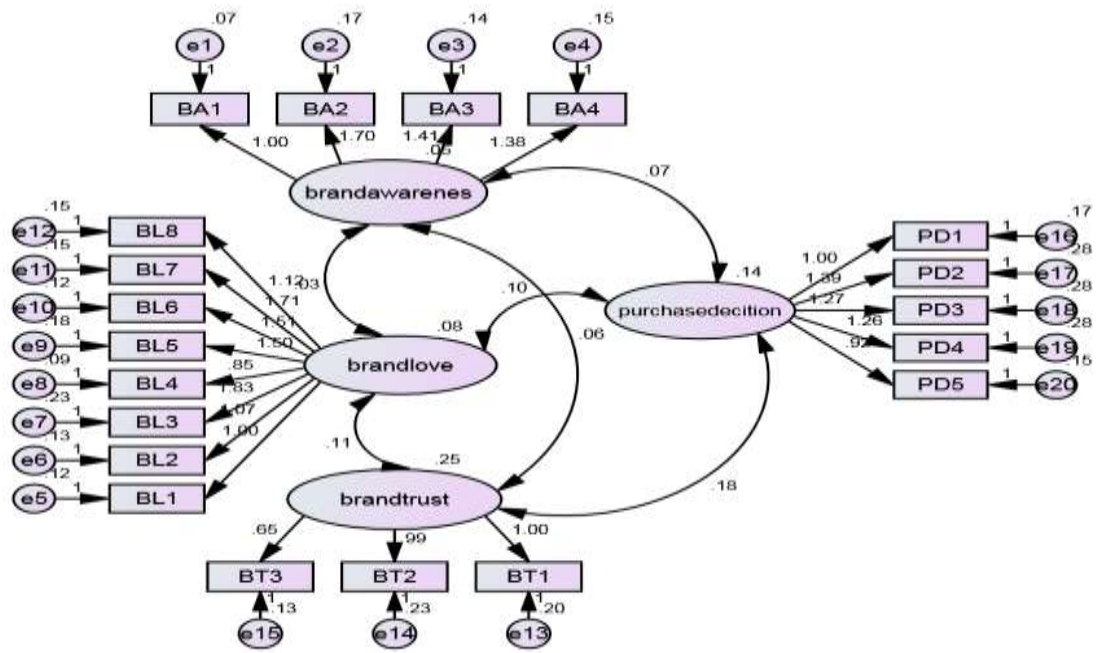 .07 .17 .14 .15
e1 e2 e3 e4
1 1 1 1
BA1 BA2 BA3 BA4
1.00 1.70 1.41 1.38
.05
brandawarenes
.07
.15
e12 1 BL8
.15
e11 1 BL7
.12
e10 1 BL6
.18
e9 1 BL5
.09
e8 1 BL4
.23
e7 1 BL3
.13
e6 1 BL2
.12
e5 1 BL1
1.12
.03
1.71
1.51
1.50
.85
1.83
1.07
1.00
.08
brandlove
.10
.06
.14
purchasedecition
1.00
1.39
1.27
1.26
.17
PD1 1 e16
.28
PD2 1 e17
.28
PD3 1 e18
.28
PD4 1 e19
.15
PD5 1 e20
.11
.25
brandtrust
.18
.65 .99 1.00
BT3 BT2 BT1
1 1 1
.13 .23 .20
e15 e14 e13